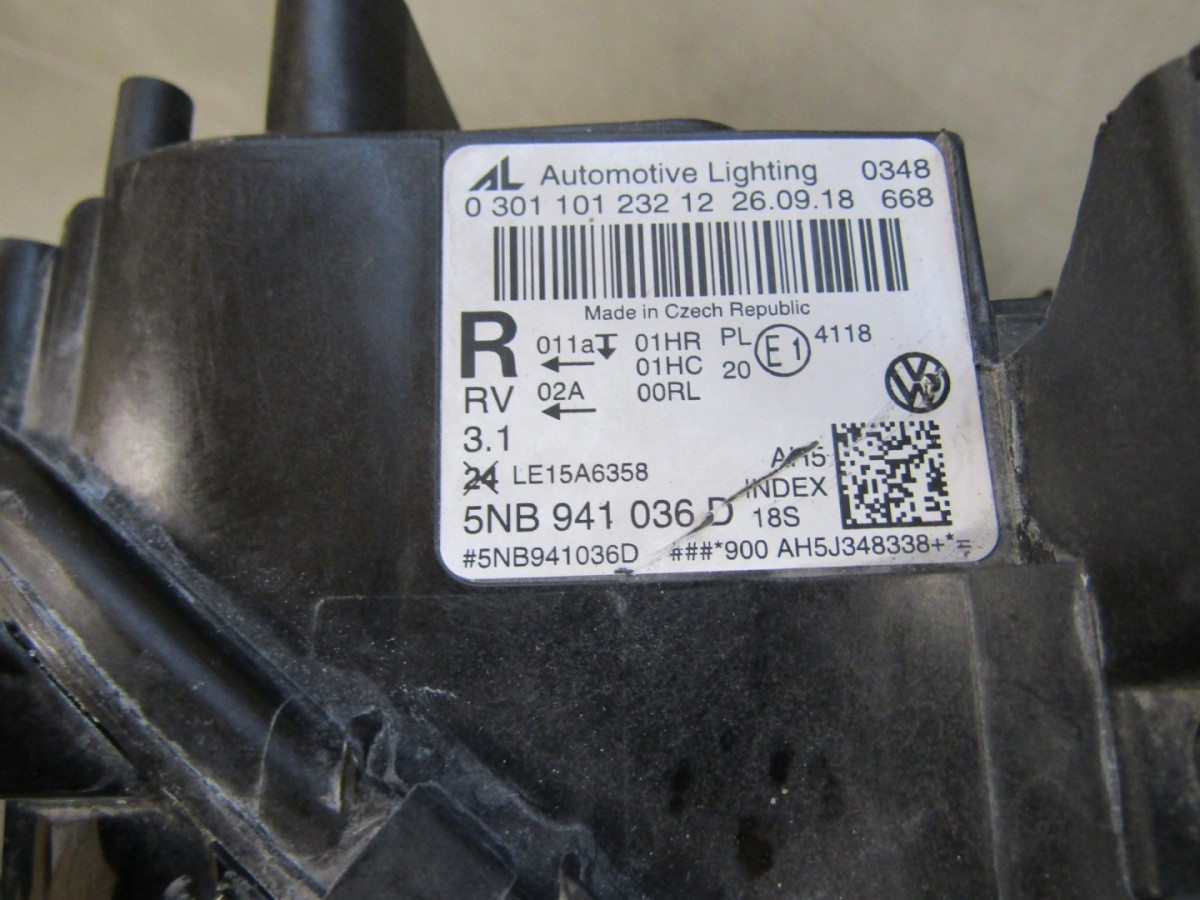 AL Automotive Lighting 0348
0 301 101 232 12 26.09.18 668
Made in Czech Republic
R 011a 01HR PL E1 4118
01HC 20
RV 02A 00RL
3.1
24 LE15A6358 AH5
INDEX
5NB 941 036 D 18S
#5NB941036D ###*900 AH5J348338+*=